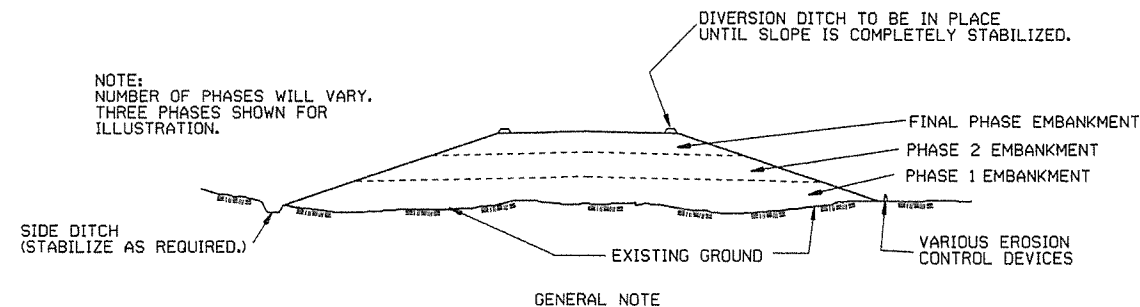 DIVERSION DITCH TO BE IN PLACE
UNTIL SLOPE IS COMPLETELY STABILIZED.
NOTE:
NUMBER OF PHASES WILL VARY.
THREE PHASES SHOWN FOR
ILLUSTRATION.
FINAL PHASE EMBANKMENT
PHASE 2 EMBANKMENT
PHASE 1 EMBANKMENT
SIDE DITCH
(STABILIZE AS REQUIRED.)
EXISTING GROUND
VARIOUS EROSION
CONTROL DEVICES
GENERAL NOTE